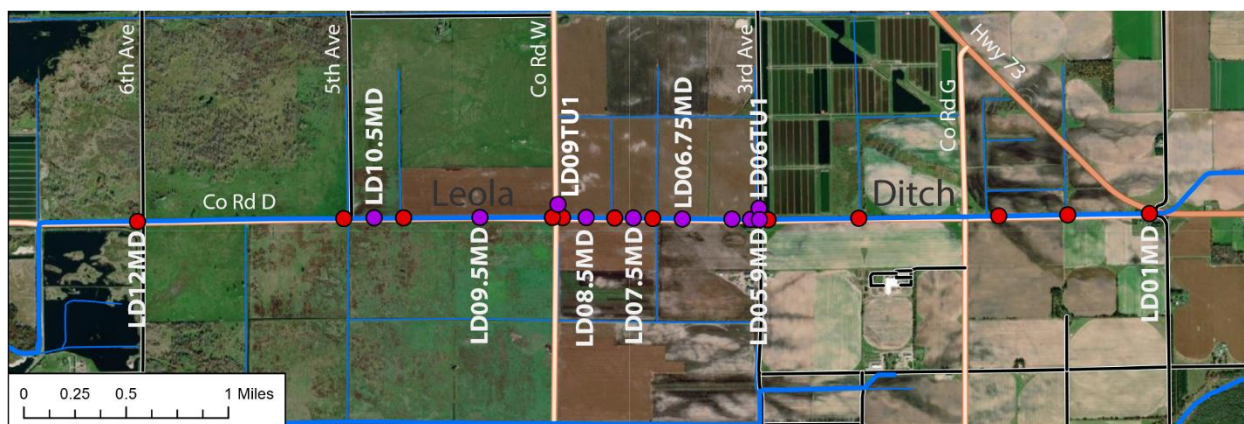 6th Ave
5th Ave
Co Rd W
3rd Ave
Hwy 73
Co Rd G
LD10.5MD
LD09TU1
LD06.75MD
LD06TU1
Co Rd D
Leola
Ditch
LD12MD
LD09.5MD
LD08.5MD
LD07.5MD
LD05.9MD
LD01MD
0 0.25 0.5 1 Miles